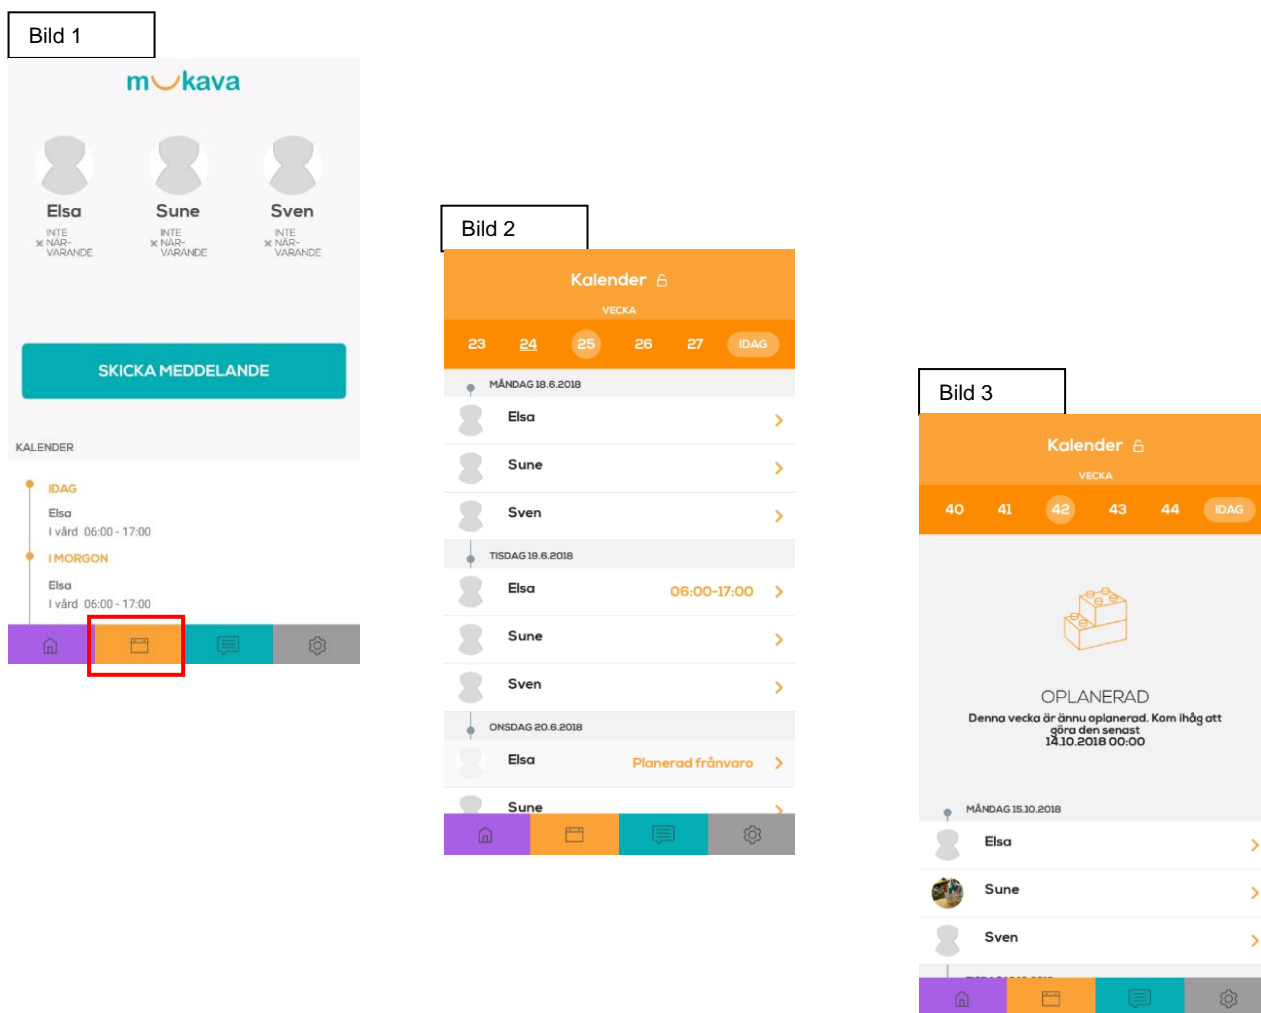 Bild 1
mukava
Elsa
Sune
Sven
INTE
NÄR-
VARANDE
INTE
NÄR-
VARANDE
INTE
NÄR-
VARANDE
SKICKA MEDDELANDE
KALENDER
IDAG
Elsa
I vård 06:00 - 17:00
I MORGON
Elsa
I vård 06:00 - 17:00
Bild 2
Kalender
VECKA
23 24 25 26 27 IDAG
MÅNDAG 18.6.2018
Elsa
Sune
Sven
TISDAG 19.6.2018
Elsa 06:00-17:00
Sune
Sven
ONSDAG 20.6.2018
Elsa Planerad frånvaro
Sune
Bild 3
Kalender
VECKA
40 41 42 43 44 IDAG
OPLANERAD
Denna vecka är ännu oplanerad. Kom ihåg att
göra den senast
14.10.2018 00:00
MÅNDAG 15.10.2018
Elsa
Sune
Sven